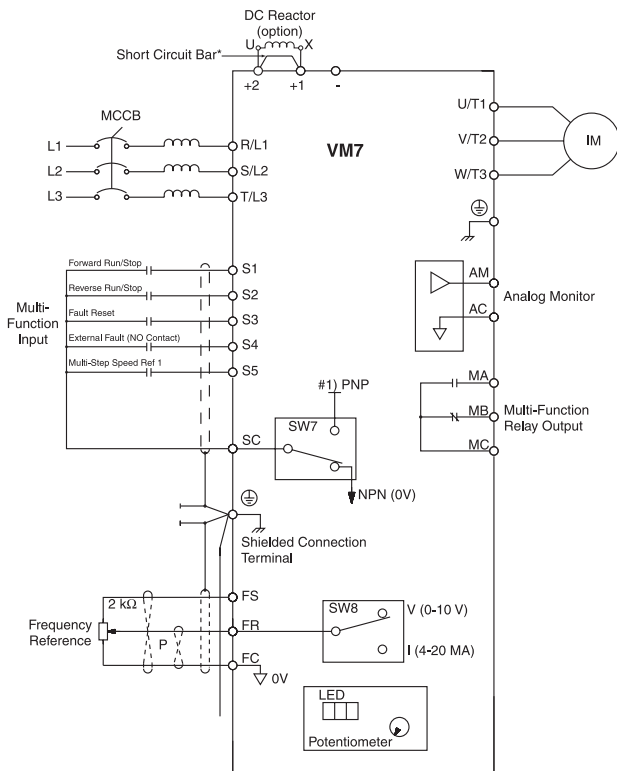 DC Reactor
(option)
U X
Short Circuit Bar*
+2 +1 -
MCCB
VM7
L1 R/L1
L2 S/L2
L3 T/L3
U/T1
V/T2
W/T3
IM
Multi-
Function
Input
Forward Run/Stop S1
Reverse Run/Stop S2
Fault Reset S3
External Fault (NO Contact) S4
Multi-Step Speed Ref 1 S5
SC
AM
AC
Analog Monitor
MA
MB
MC
Multi-Function
Relay Output
#1) PNP
SW7
NPN (0V)
Shielded Connection
Terminal
Frequency
Reference
2 kΩ
P
FS
FR
FC
0V
SW8
V (0-10 V)
I (4-20 MA)
LED
Potentiometer